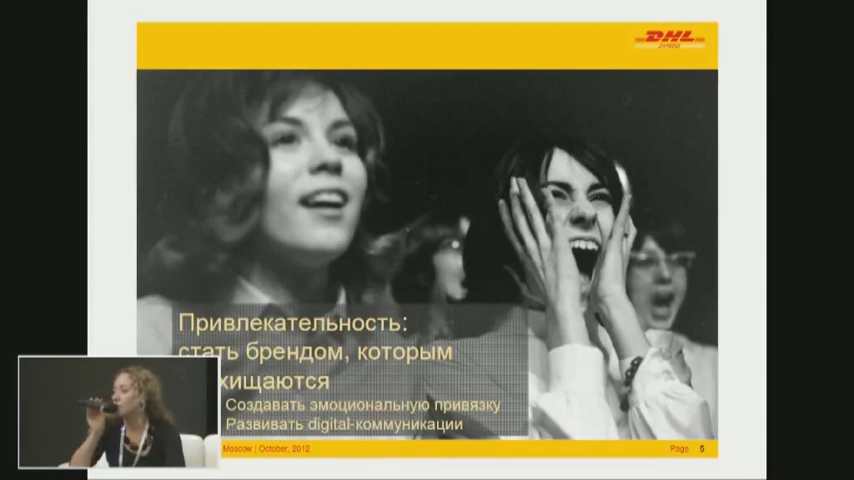 DHL
Привлекательность:
стать брендом, которым
хищаются
Создавать эмоциональную привязку
Развивать digital-коммуникации
Moscow | October, 2012
Page 5